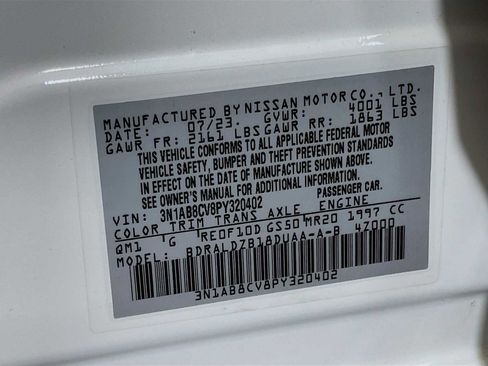 MANUFACTURED BY NISSAN MOTOR CO., LTD.
DATE: 07/23 GVWR: 4001 LBS
GAWR FR: 2161 LBS GAWR RR: 1863 LBS
THIS VEHICLE CONFORMS TO ALL APPLICABLE FEDERAL MOTOR
VEHICLE SAFETY, BUMPER AND THEFT PREVENTION STANDARDS
IN EFFECT ON THE DATE OF MANUFACTURE SHOWN ABOVE.
SEE OWNER'S MANUAL FOR ADDITIONAL INFORMATION.
VIN: 3N1AB8CV8PY320402 PASSENGER CAR.
COLOR TRIM TRANS AXLE ENGINE
QM1 G RE0F10D GS50 MR20 1997 CC
BDRALDZB18DUAA-A-B 47000
3N1AB8CV8PY320402